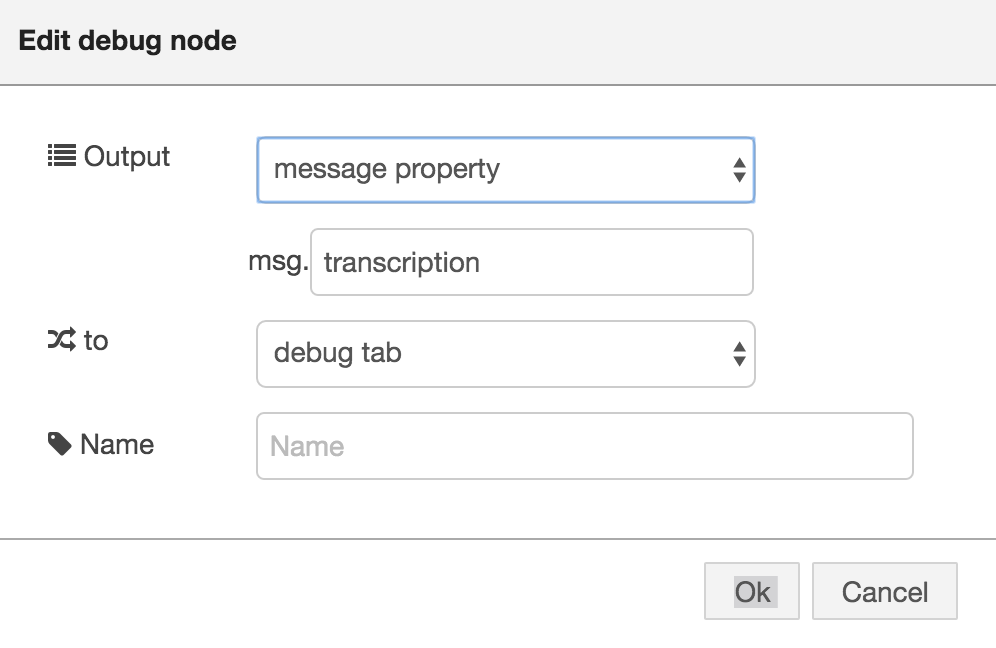 Edit debug node
Output
message property
msg. transcription
to
debug tab
Name
Name
Ok
Cancel